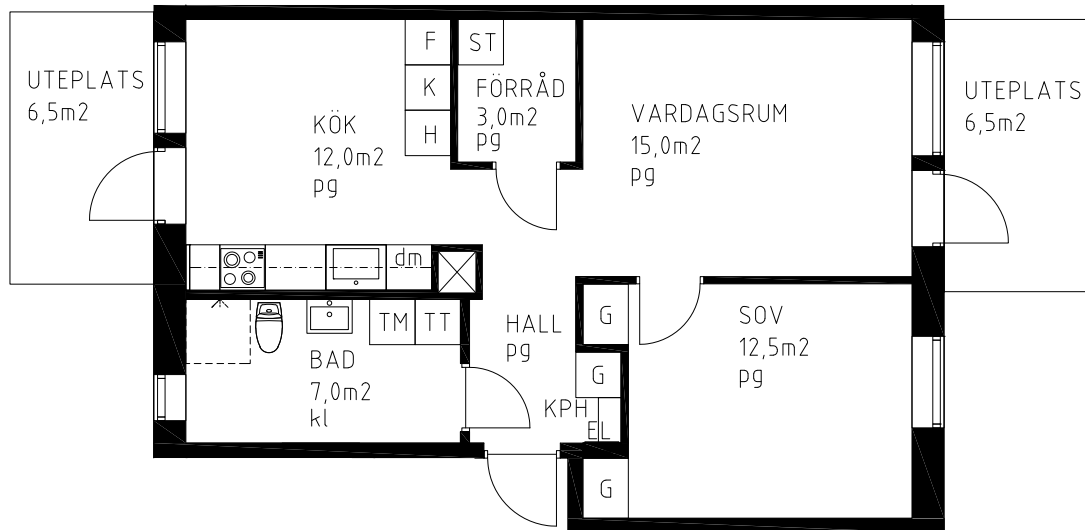 UTEPLATS
6,5m2
KÖK
12,0m2
pg
F
K
H
ST
FÖRRÅD
3,0m2
pg
VARDAGSRUM
15,0m2
pg
UTEPLATS
6,5m2
dm
TM
TT
BAD
7,0m2
kl
HALL
pg
G
G
KPH
EL
G
SOV
12,5m2
pg